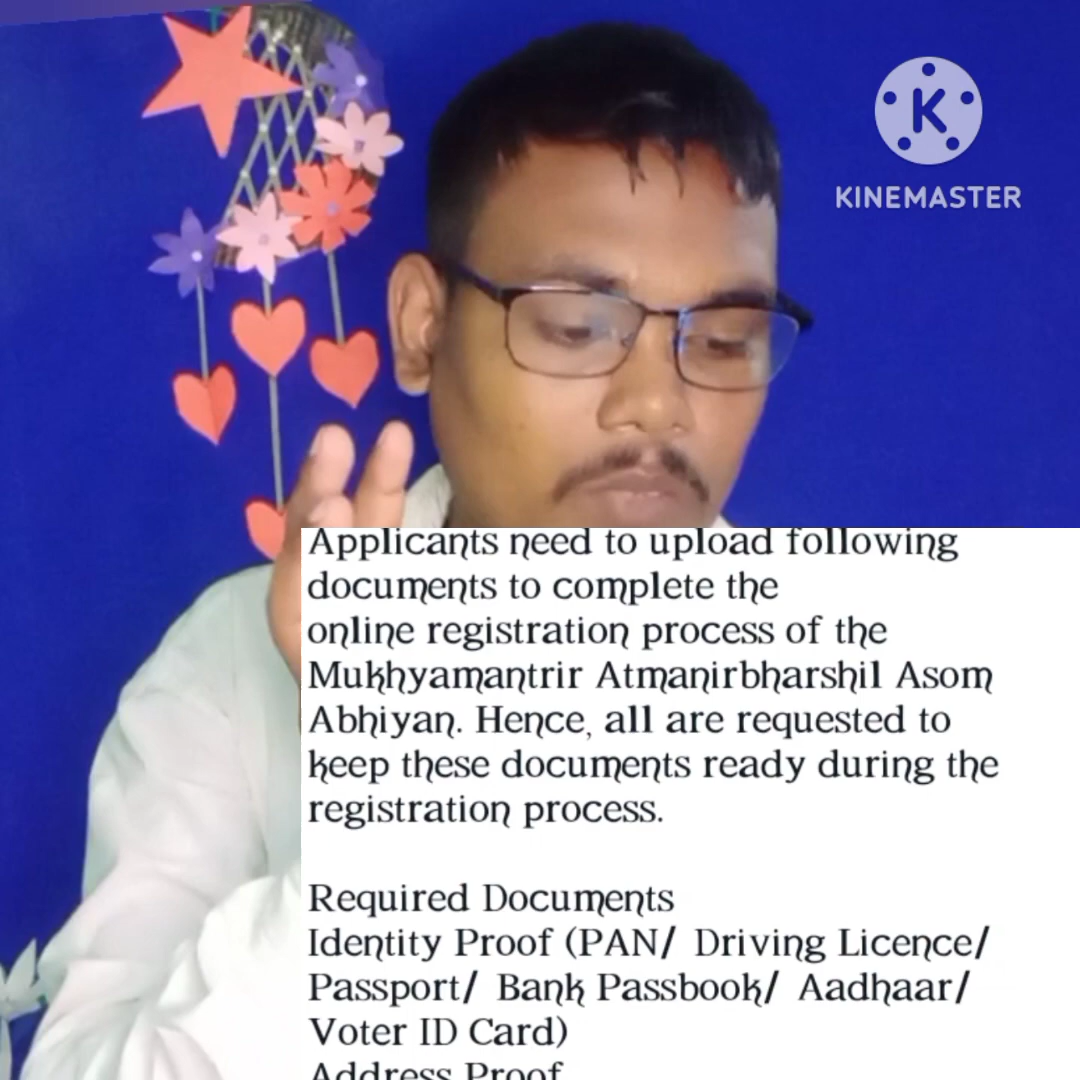 K
KINEMASTER
Applicants need to upload following
documents to complete the
online registration process of the
Mukhyamantrir Atmanirbharshil Asom
Abhiyan. Hence, all are requested to
keep these documents ready during the
registration process.
Required Documents
Identity Proof (PAN/ Driving Licence/
Passport/ Bank Passbook/ Aadhaar/
Voter ID Card)
Address Proof